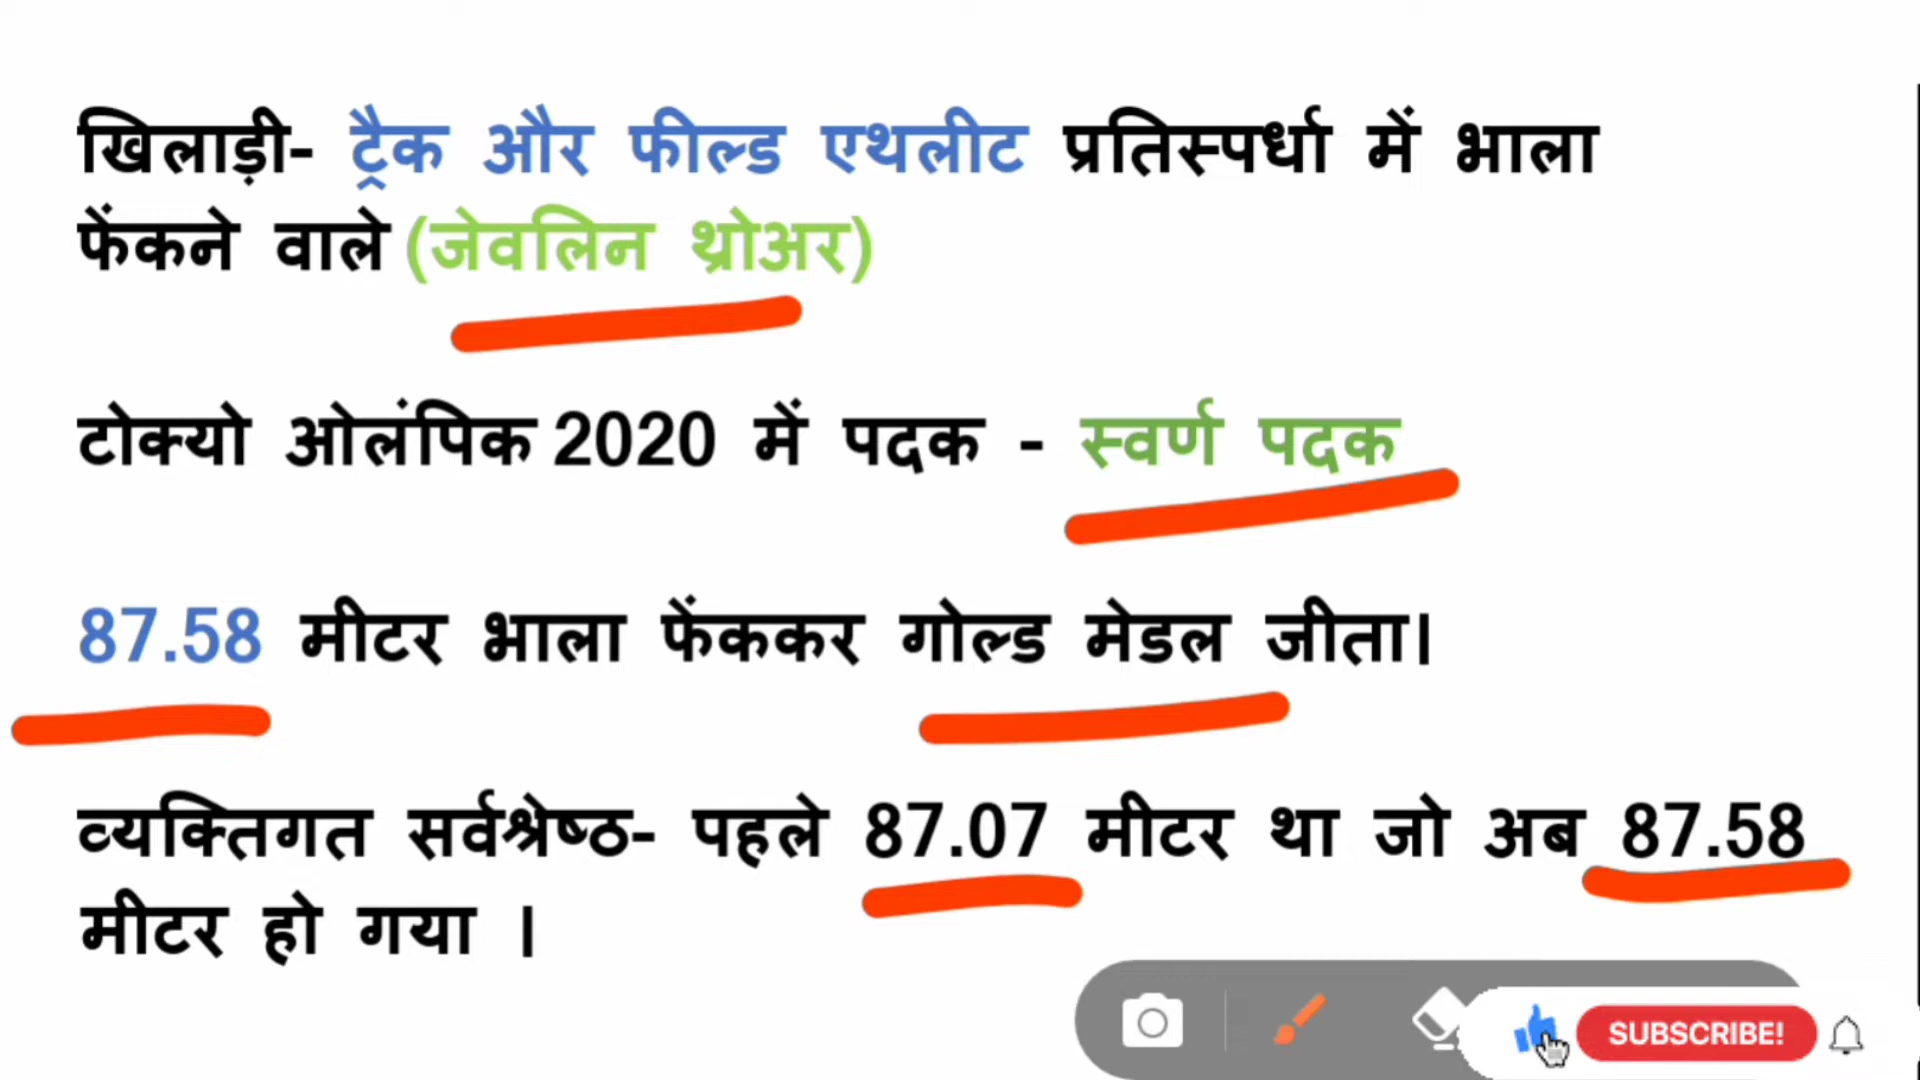 खिलाड़ी- ट्रैक और फील्ड एथलीट प्रतिस्पर्धा में भाला
फेंकने वाले (जेवलिन थ्रोअर)
टोक्यो ओलंपिक 2020 में पदक - स्वर्ण पदक
87.58 मीटर भाला फेंककर गोल्ड मेडल जीता।
व्यक्तिगत सर्वश्रेष्ठ- पहले 87.07 मीटर था जो अब 87.58
मीटर हो गया ।
SUBSCRIBE!